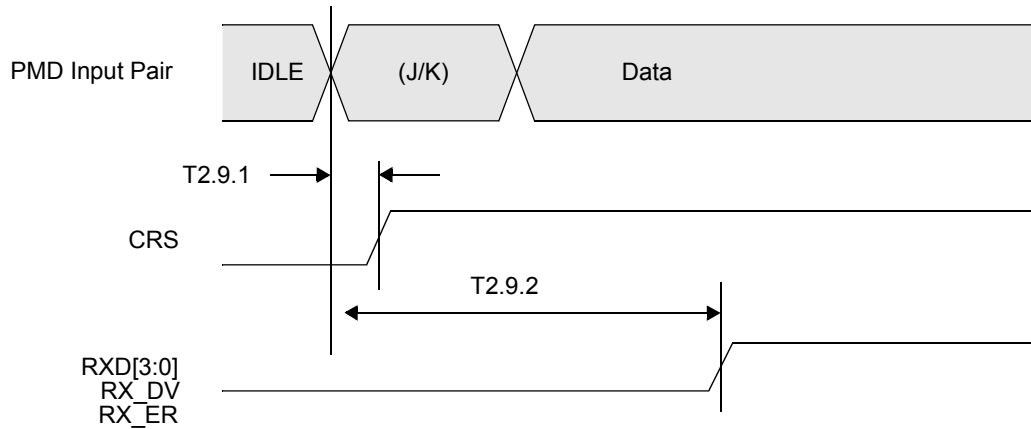 PMD Input Pair
IDLE
(J/K)
Data
T2.9.1
CRS
T2.9.2
RXD[3:0]
RX_DV
RX_ER